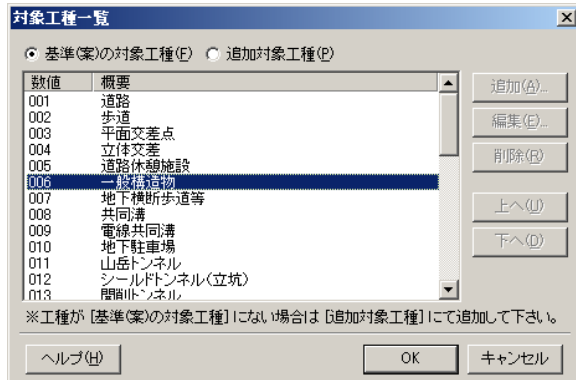 対象工種一覧
基準(案)の対象工種(F) 追加対象工種(P)
数値 概要
001 道路
002 歩道
003 平面交差点
004 立体交差
005 道路休憩施設
006 一般構造物
007 地下横断歩道等
008 共同溝
009 電線共同溝
010 地下駐車場
011 山岳トンネル
012 シールドトンネル(立坑)
013 開削トンネル
追加(A)...
編集(E)...
削除(R)
上へ(U)
下へ(D)
※工種が [基準(案)の対象工種] にない場合は [追加対象工種] にて追加して下さい。
ヘルプ(H) OK キャンセル